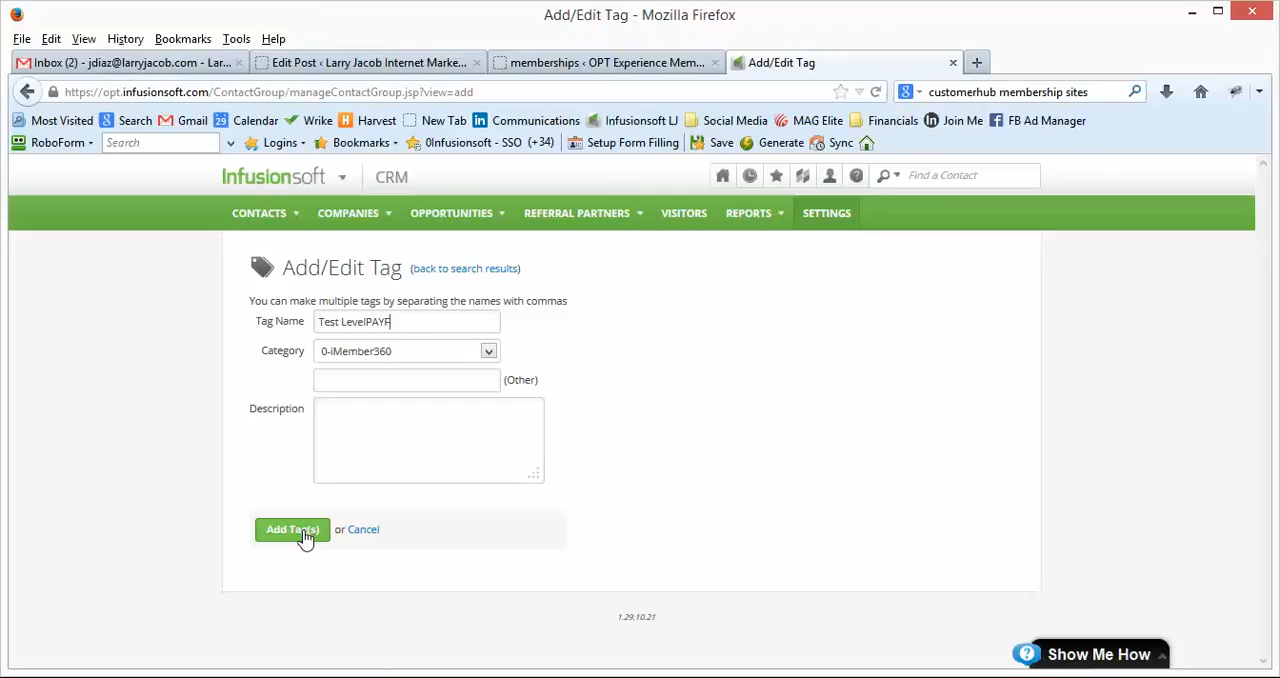 Add/Edit Tag - Mozilla Firefox
File Edit View History Bookmarks Tools Help
Inbox (2) - jdiaz@larryjacob.com - Lar... × Edit Post ‹ Larry Jacob Internet Marke... × memberships ‹ OPT Experience Mem... × Add/Edit Tag ×
https://opt.infusionsoft.com/ContactGroup/manageContactGroup.jsp?view=add customerhub membership sites
Most Visited Search Gmail Calendar Wrike Harvest New Tab Communications Infusionsoft LJ Social Media MAG Elite Financials Join Me FB Ad Manager
RoboForm Search Logins Bookmarks 0Infusionsoft - SSO (+34) Setup Form Filling Save Generate Sync
Infusionsoft CRM Find a Contact
CONTACTS COMPANIES OPPORTUNITIES REFERRAL PARTNERS VISITORS REPORTS SETTINGS
Add/Edit Tag (back to search results)
You can make multiple tags by separating the names with commas
Tag Name Test LevelPAYF
Category 0-iMember360
(Other)
Description
Add Tag(s) or Cancel
1.29.10.21
Show Me How